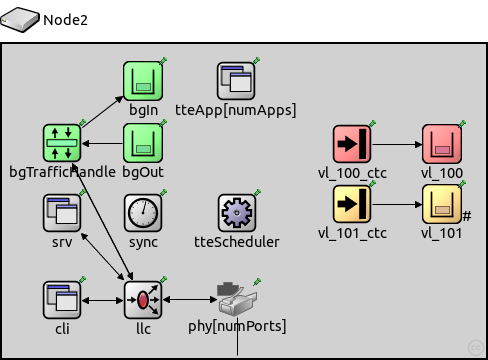 Node2
bgIn
tteApp[numApps]
bgTrafficHandle
bgOut
vl_100_ctc
vl_100
srv
sync
tteScheduler
vl_101_ctc
vl_101
#
cli
llc
phy[numPorts]